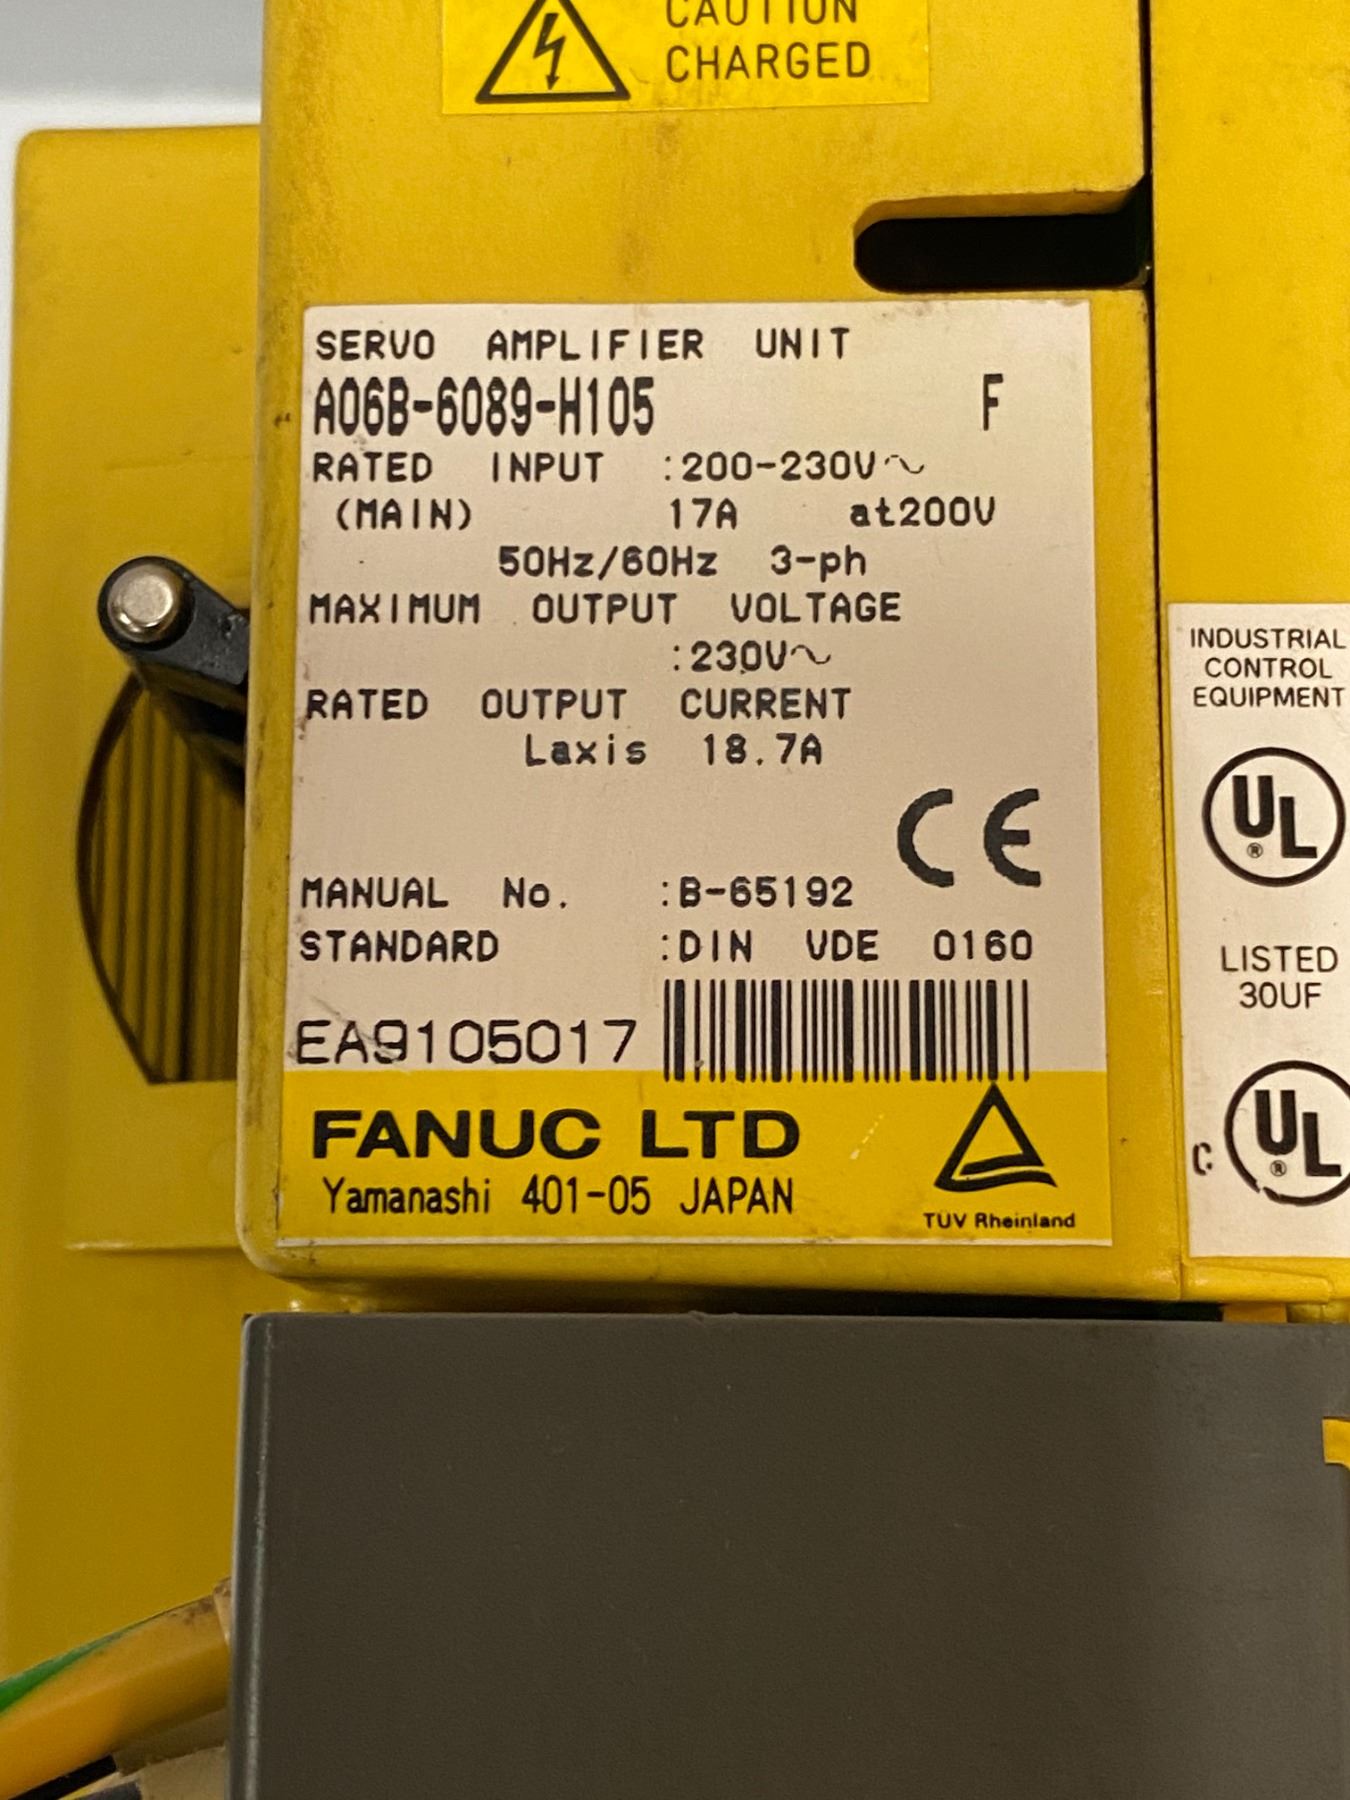 CAUTION
CHARGED
SERVO AMPLIFIER UNIT
A06B-6089-H105 F
RATED INPUT :200-230V~
(MAIN) 17A at200V
50Hz/60Hz 3-ph
MAXIMUM OUTPUT VOLTAGE
:230V~
RATED OUTPUT CURRENT
Laxis 18.7A
CE
MANUAL No. :B-65192
STANDARD :DIN VDE 0160
EA9105017
FANUC LTD
Yamanashi 401-05 JAPAN
TUV Rheinland
INDUSTRIAL
CONTROL
EQUIPMENT
UL
®
LISTED
30UF
C UL
®